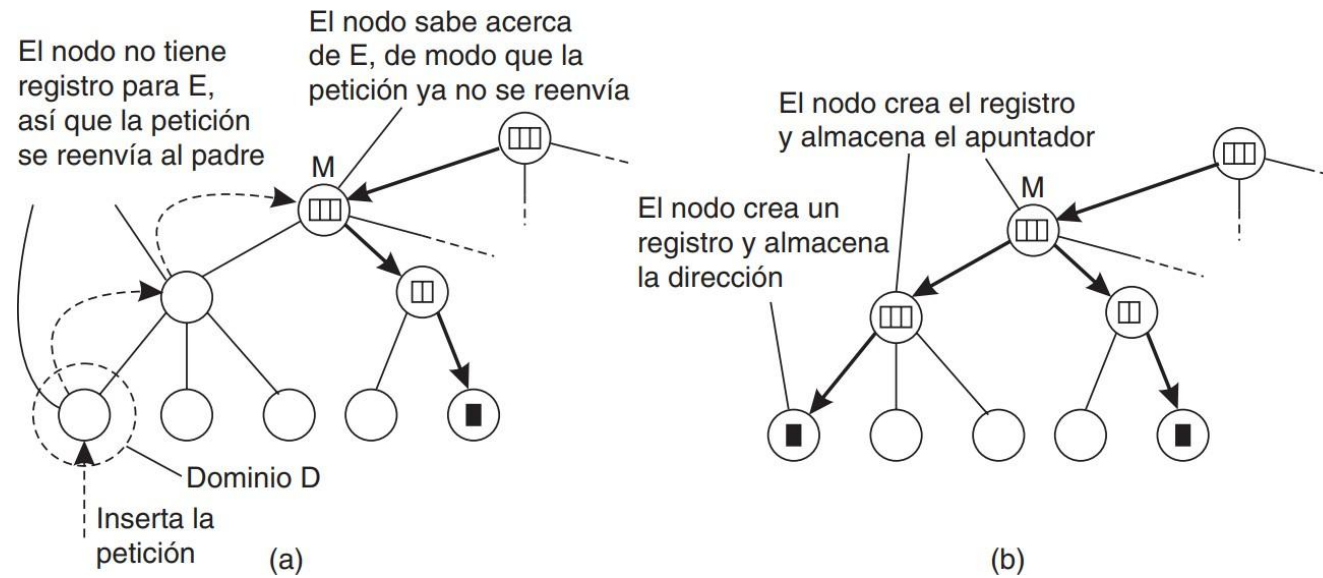 El nodo no tiene
registro para E,
así que la petición
se reenvía al padre
El nodo sabe acerca
de E, de modo que la
petición ya no se reenvía
M
Dominio D
Inserta la
petición
(a)
El nodo crea el registro
y almacena el apuntador
M
El nodo crea un
registro y almacena
la dirección
(b)